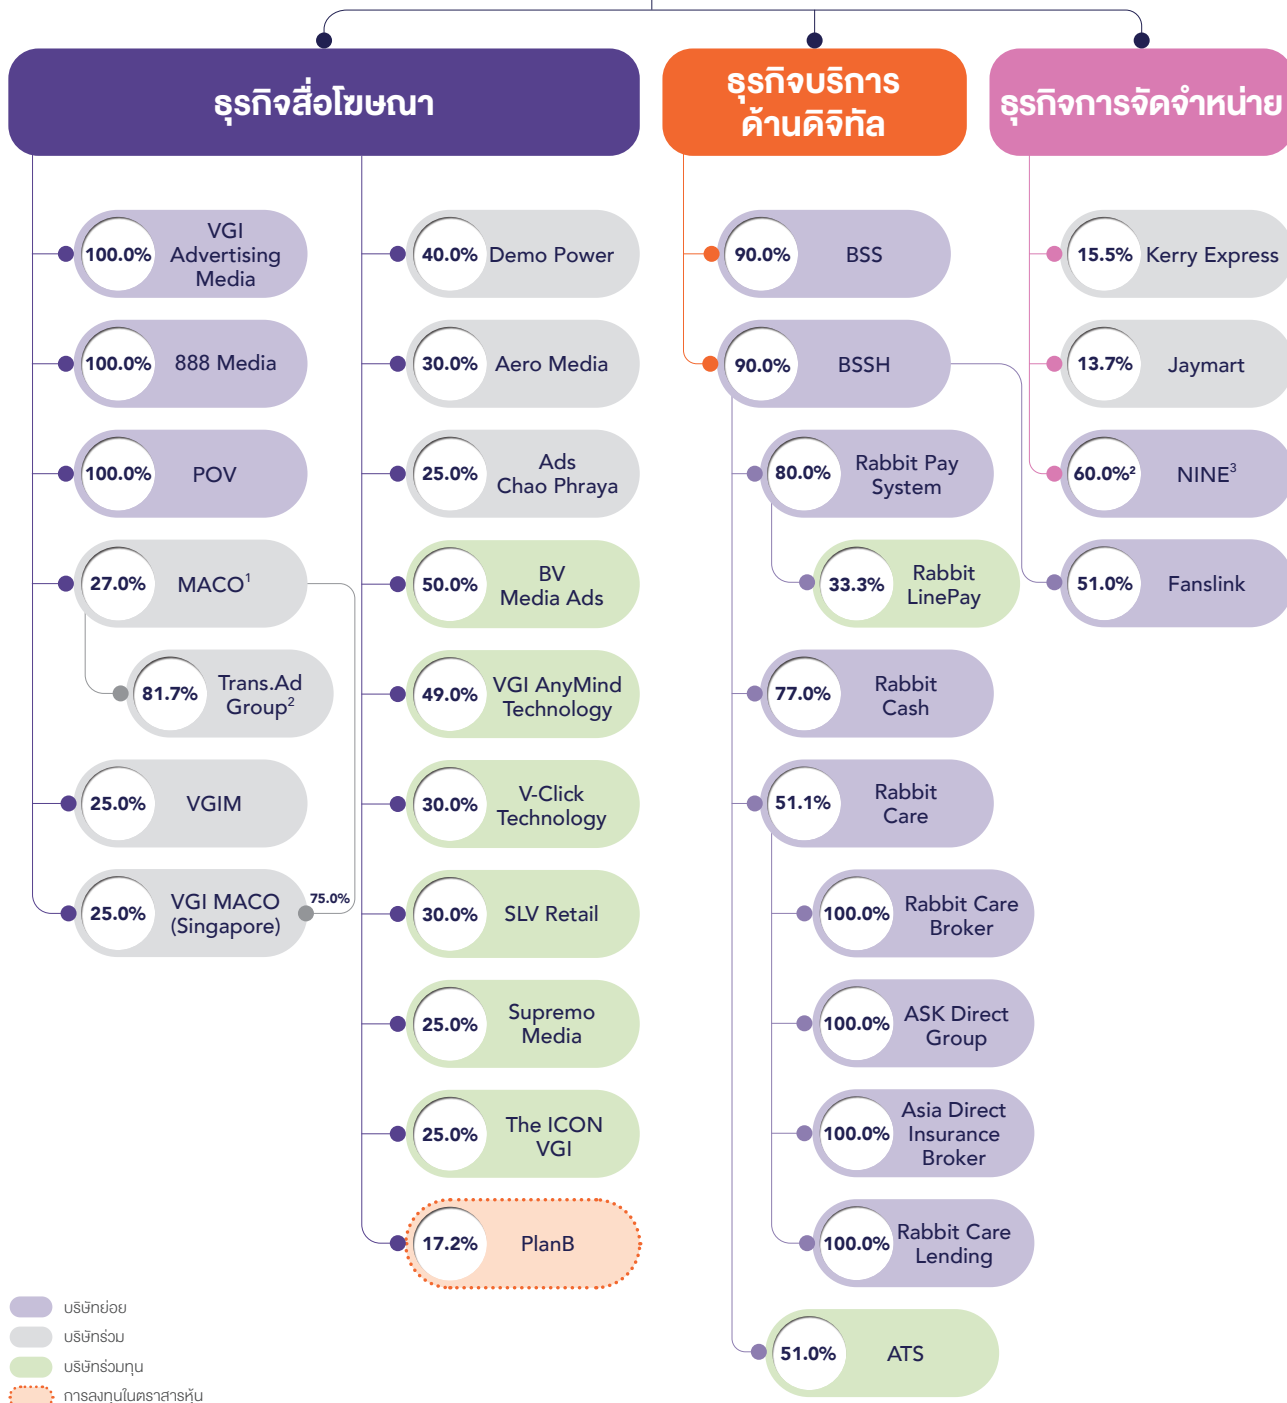 ธุรกิจสื่อโฆษณา
100.0%
VGI
Advertising
Media
100.0%
888 Media
100.0%
POV
27.0%
MACO¹
81.7%
Trans.Ad
Group²
25.0%
VGIM
25.0%
VGI MACO
(Singapore)
75.0%
40.0%
Demo Power
30.0%
Aero Media
25.0%
Ads
Chao Phraya
50.0%
BV
Media Ads
49.0%
VGI AnyMind
Technology
30.0%
V-Click
Technology
30.0%
SLV Retail
25.0%
Supremo
Media
25.0%
The ICON
VGI
17.2%
PlanB
ธุรกิจบริการ
ด้านดิจิทัล
90.0%
BSS
90.0%
BSSH
80.0%
Rabbit Pay
System
33.3%
Rabbit
LinePay
77.0%
Rabbit
Cash
51.1%
Rabbit
Care
100.0%
Rabbit Care
Broker
100.0%
ASK Direct
Group
100.0%
Asia Direct
Insurance
Broker
100.0%
Rabbit Care
Lending
51.0%
ATS
ธุรกิจการจัดจำหน่าย
15.5%
Kerry Express
13.7%
Jaymart
60.0%²
NINE³
51.0%
Fanslink
บริษัทย่อย
บริษัทร่วม
บริษัทร่วมทุน
การลงทุนในตราสารหุ้น